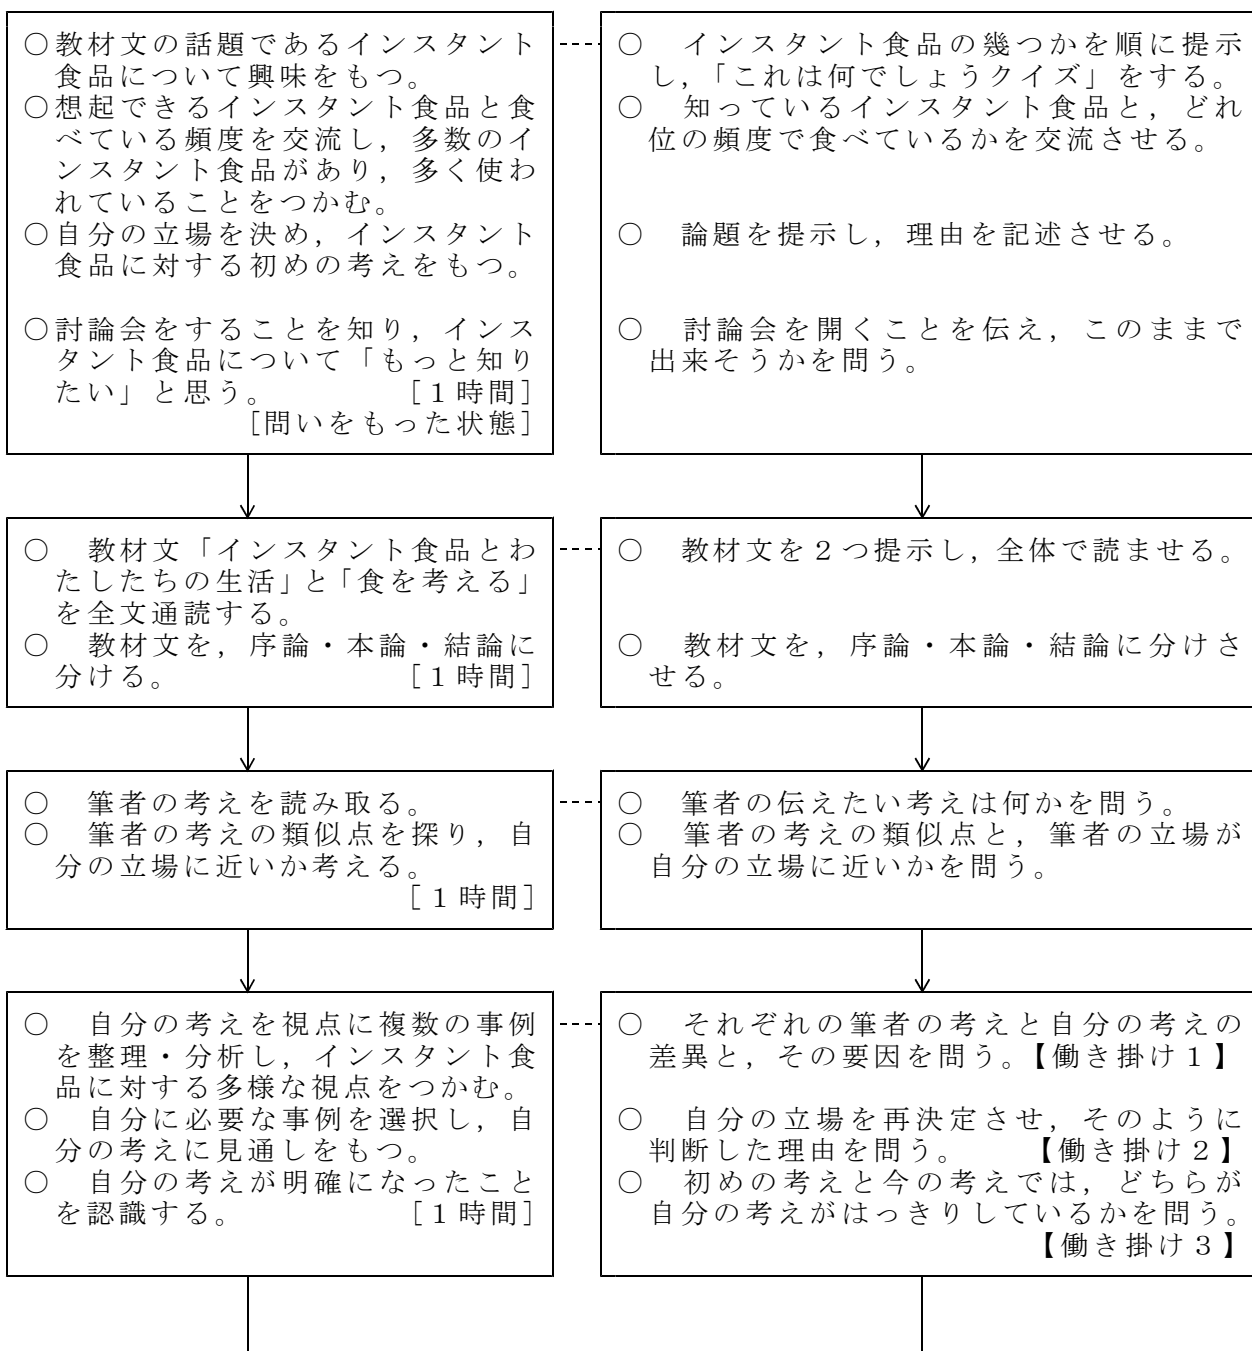 ○教材文の話題であるインスタント
食品について興味をもつ。
○想起できるインスタント食品と食
べている頻度を交流し，多数のイ
ンスタント食品があり，多く使わ
れていることをつかむ。
○自分の立場を決め，インスタント
食品に対する初めの考えをもつ。
○討論会をすることを知り，インス
タント食品について「もっと知り
たい」と思う。　［１時間］
［問いをもった状態］
○　インスタント食品の幾つかを順に提示
し，「これは何でしょうクイズ」をする。
○　知っているインスタント食品と，どれ
位の頻度で食べているかを交流させる。
○　論題を提示し，理由を記述させる。
○　討論会を開くことを伝え，このままで
出来そうかを問う。
○　教材文「インスタント食品とわ
たしたちの生活」と「食を考える」
を全文通読する。
○　教材文を，序論・本論・結論に
分ける。　［１時間］
○　教材文を２つ提示し，全体で読ませる。
○　教材文を，序論・本論・結論に分けさ
せる。
○　筆者の考えを読み取る。
○　筆者の考えの類似点を探り，自
分の立場に近いか考える。
［１時間］
○　筆者の伝えたい考えは何かを問う。
○　筆者の考えの類似点と，筆者の立場が
自分の立場に近いかを問う。
○　自分の考えを視点に複数の事例
を整理・分析し，インスタント食
品に対する多様な視点をつかむ。
○　自分に必要な事例を選択し，自
分の考えに見通しをもつ。
○　自分の考えが明確になったこと
を認識する。　［１時間］
○　それぞれの筆者の考えと自分の考えの
差異と，その要因を問う。【働き掛け１】
○　自分の立場を再決定させ，そのように
判断した理由を問う。　【働き掛け２】
○　初めの考えと今の考えでは，どちらが
自分の考えがはっきりしているかを問う。
【働き掛け３】